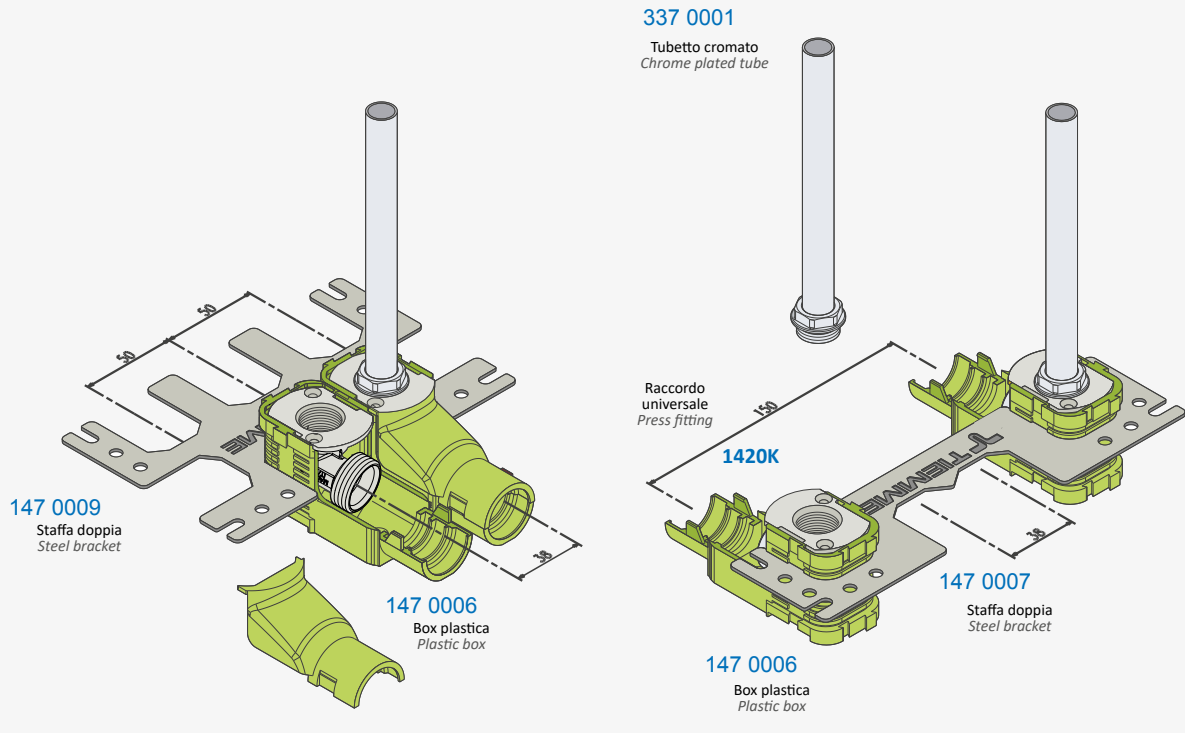 337 0001
Tubetto cromato
Chrome plated tube
50
50
38
147 0009
Staffa doppia
Steel bracket
147 0006
Box plastica
Plastic box
Raccordo
universale
Press fitting
150
1420K
TIEMME
38
147 0007
Staffa doppia
Steel bracket
147 0006
Box plastica
Plastic box